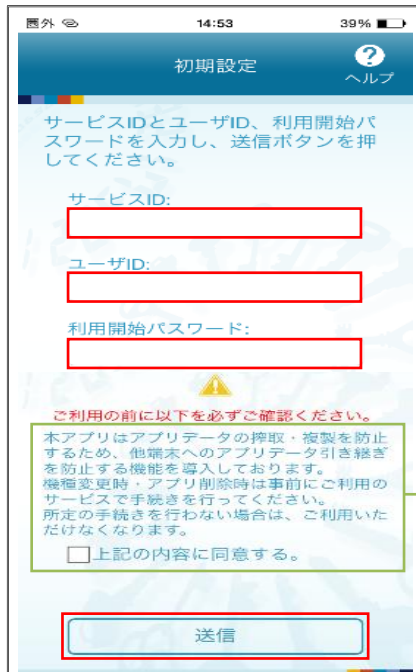 圏外
14:53
39%
初期設定
?
ヘルプ
サービスIDとユーザID、利用開始パ
スワードを入力し、送信ボタンを押
してください。
サービスID:
ユーザID:
利用開始パスワード:
ご利用の前に以下を必ずご確認ください。
本アプリはアプリデータの搾取・複製を防止
するため、他端末へのアプリデータ引き継ぎ
を防止する機能を導入しております。
機種変更時・アプリ削除時は事前にご利用の
サービスで手続きを行ってください。
所定の手続きを行わない場合は、ご利用いた
だけなくなります。
上記の内容に同意する。
送信